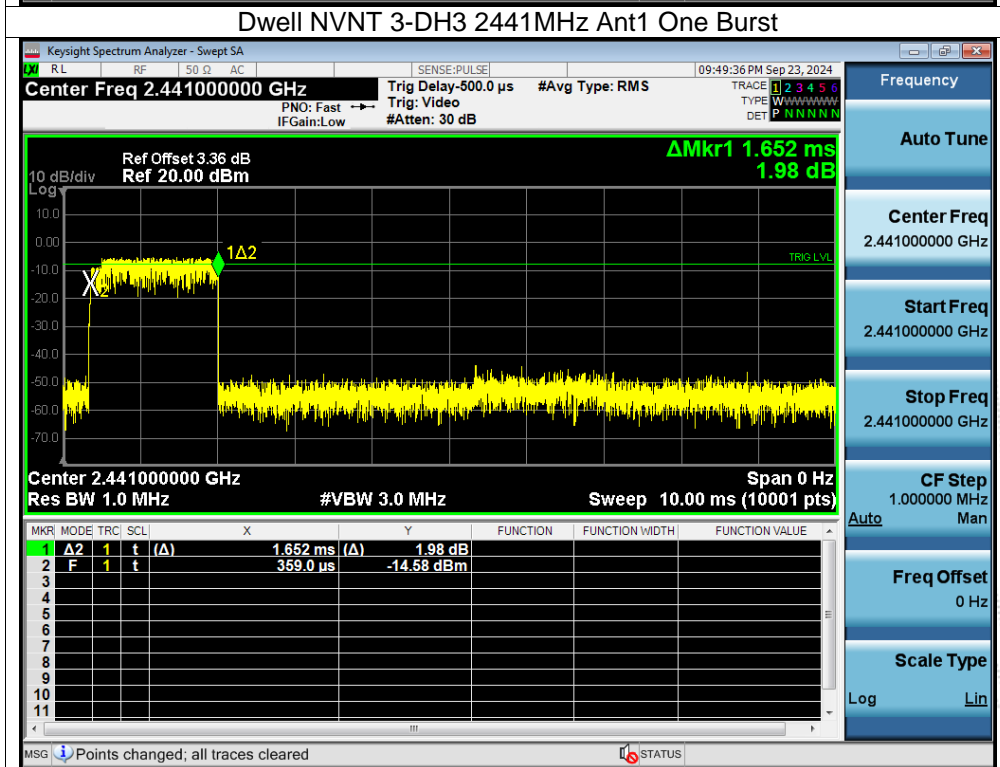 Dwell NVNT 3-DH3 2441MHz Ant1 One Burst
Keysight Spectrum Analyzer - Swept SA
LXI RL RF 50 Ω AC SENSE:PULSE 09:49:36 PM Sep 23, 2024
Center Freq 2.441000000 GHz
PNO: Fast
IFGain:Low
Trig Delay-500.0 µs
Trig: Video
#Atten: 30 dB
#Avg Type: RMS
TRACE 1 2 3 4 5 6
TYPE WWWWWW
DET P N N N N N
Frequency
Auto Tune
Center Freq
2.441000000 GHz
Start Freq
2.441000000 GHz
Stop Freq
2.441000000 GHz
CF Step
1.000000 MHz
Auto Man
Freq Offset
0 Hz
Scale Type
Log Lin
ΔMkr1 1.652 ms
1.98 dB
Ref Offset 3.36 dB
10 dB/div Ref 20.00 dBm
Log
10.0
0.00
-10.0
-20.0
-30.0
-40.0
-50.0
-60.0
-70.0
1Δ2
X2
TRIG LVL
Center 2.441000000 GHz Span 0 Hz
Res BW 1.0 MHz #VBW 3.0 MHz Sweep 10.00 ms (10001 pts)
MKR MODE TRC SCL X Y FUNCTION FUNCTION WIDTH FUNCTION VALUE
1 Δ2 1 t (Δ) 1.652 ms (Δ) 1.98 dB
2 F 1 t 359.0 µs -14.58 dBm
3
4
5
6
7
8
9
10
11
MSG Points changed; all traces cleared STATUS